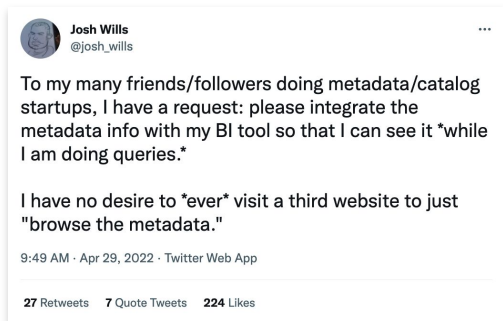 Josh Wills
@josh_wills
To my many friends/followers doing metadata/catalog
startups, I have a request: please integrate the
metadata info with my BI tool so that I can see it *while
I am doing queries.*
I have no desire to *ever* visit a third website to just
"browse the metadata."
9:49 AM · Apr 29, 2022 · Twitter Web App
27 Retweets 7 Quote Tweets 224 Likes